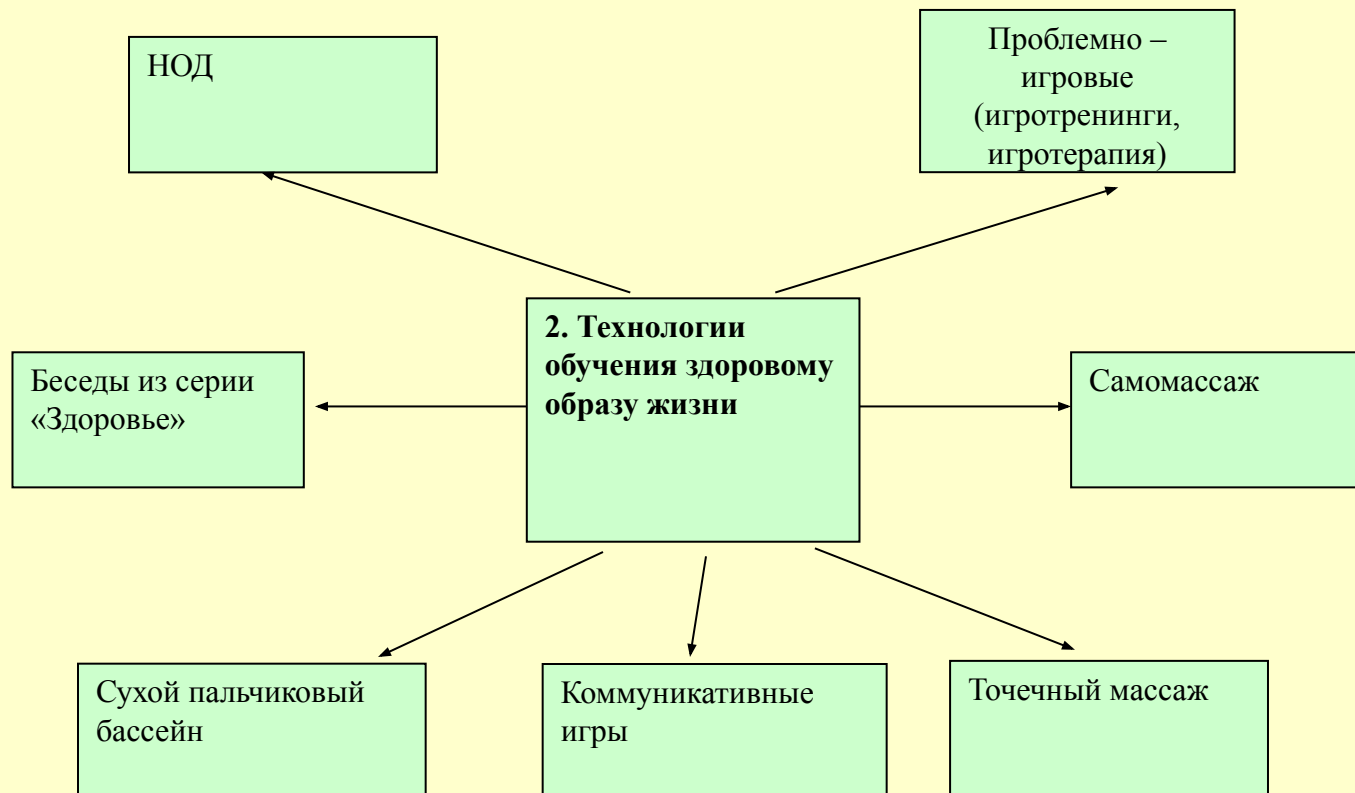 НОД
Проблемно –
игровые
(игротренинги,
игротерапия)
2. Технологии
обучения здоровому
образу жизни
Беседы из серии
«Здоровье»
Самомассаж
Сухой пальчиковый
бассейн
Коммуникативные
игры
Точечный массаж